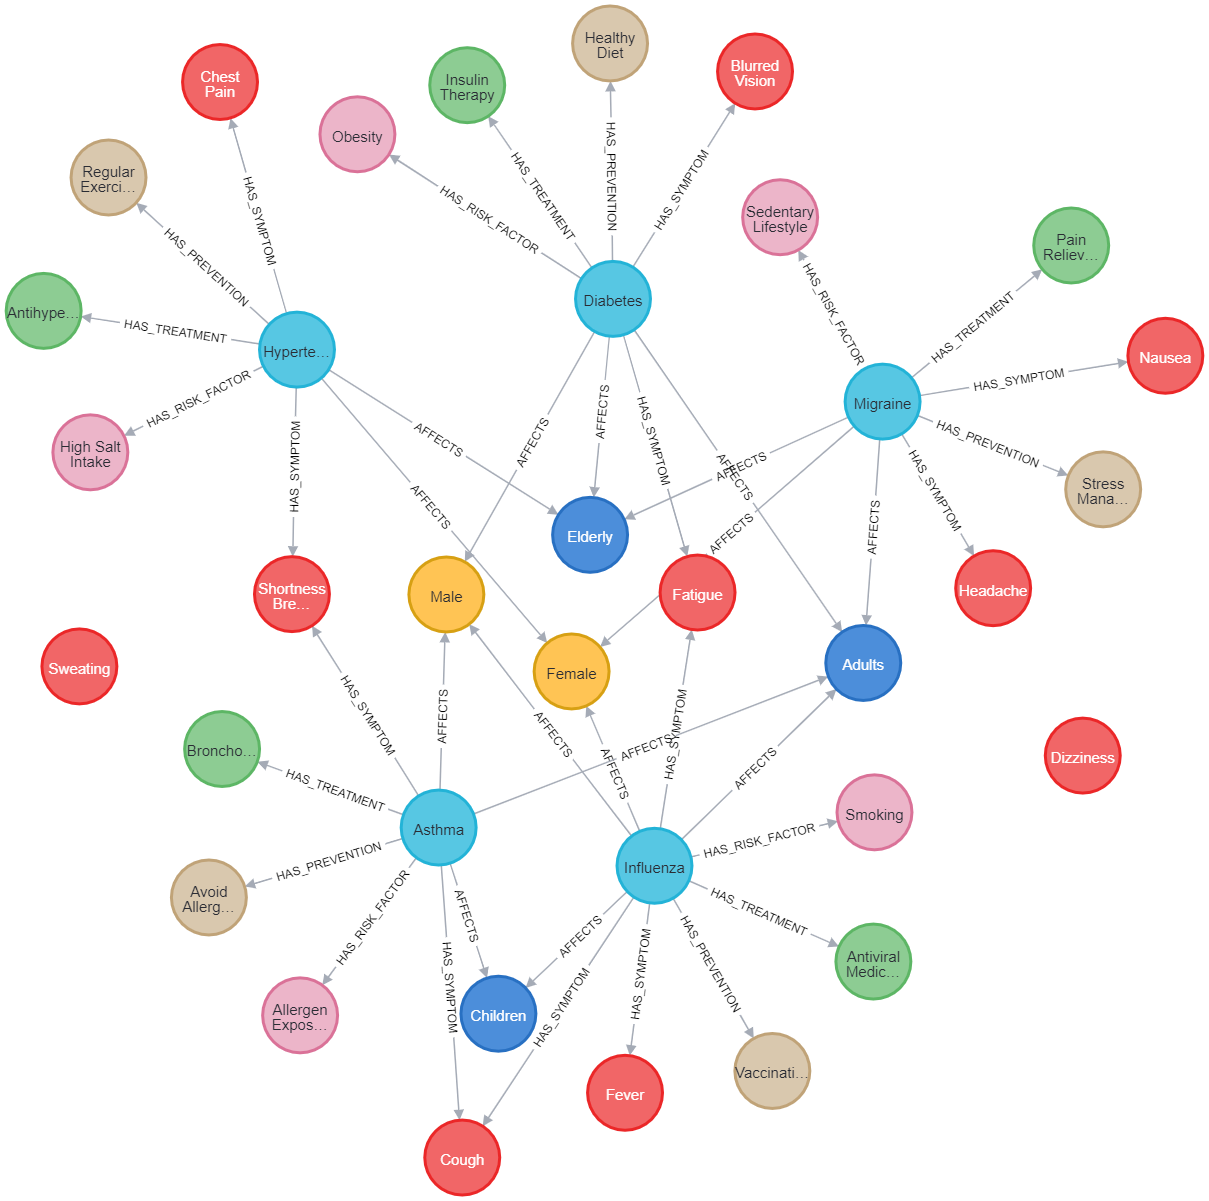 Healthy
Diet
Blurred
Vision
Chest
Pain
Insulin
Therapy
Obesity
HAS_PREVENTION
HAS_SYMPTOM
HAS_TREATMENT
HAS_RISK_FACTOR
Regular
Exerci...
HAS_SYMPTOM
HAS_PREVENTION
Sedentary
Lifestyle
Pain
Reliev...
HAS_RISK_FACTOR
HAS_TREATMENT
Diabetes
Antihype...
HAS_TREATMENT
Hyperte...
Nausea
HAS_SYMPTOM
HAS_RISK_FACTOR
Migraine
High Salt
Intake
HAS_SYMPTOM
AFFECTS
AFFECTS
AFFECTS
HAS_SYMPTOM
AFFECTS
AFFECTS
HAS_PREVENTION
HAS_SYMPTOM
Stress
Mana...
AFFECTS
AFFECTS
AFFECTS
Elderly
Shortness
Bre...
Male
Fatigue
Headache
Sweating
Female
Adults
HAS_SYMPTOM
AFFECTS
AFFECTS
AFFECTS
HAS_SYMPTOM
AFFECTS
AFFECTS
Broncho...
Dizziness
HAS_TREATMENT
Asthma
Smoking
HAS_RISK_FACTOR
Influenza
HAS_PREVENTION
Avoid
Allerg...
HAS_RISK_FACTOR
AFFECTS
AFFECTS
HAS_TREATMENT
HAS_SYMPTOM
HAS_SYMPTOM
HAS_SYMPTOM
HAS_PREVENTION
Antiviral
Medic...
Allergen
Expos...
Children
Vaccinati...
Fever
Cough